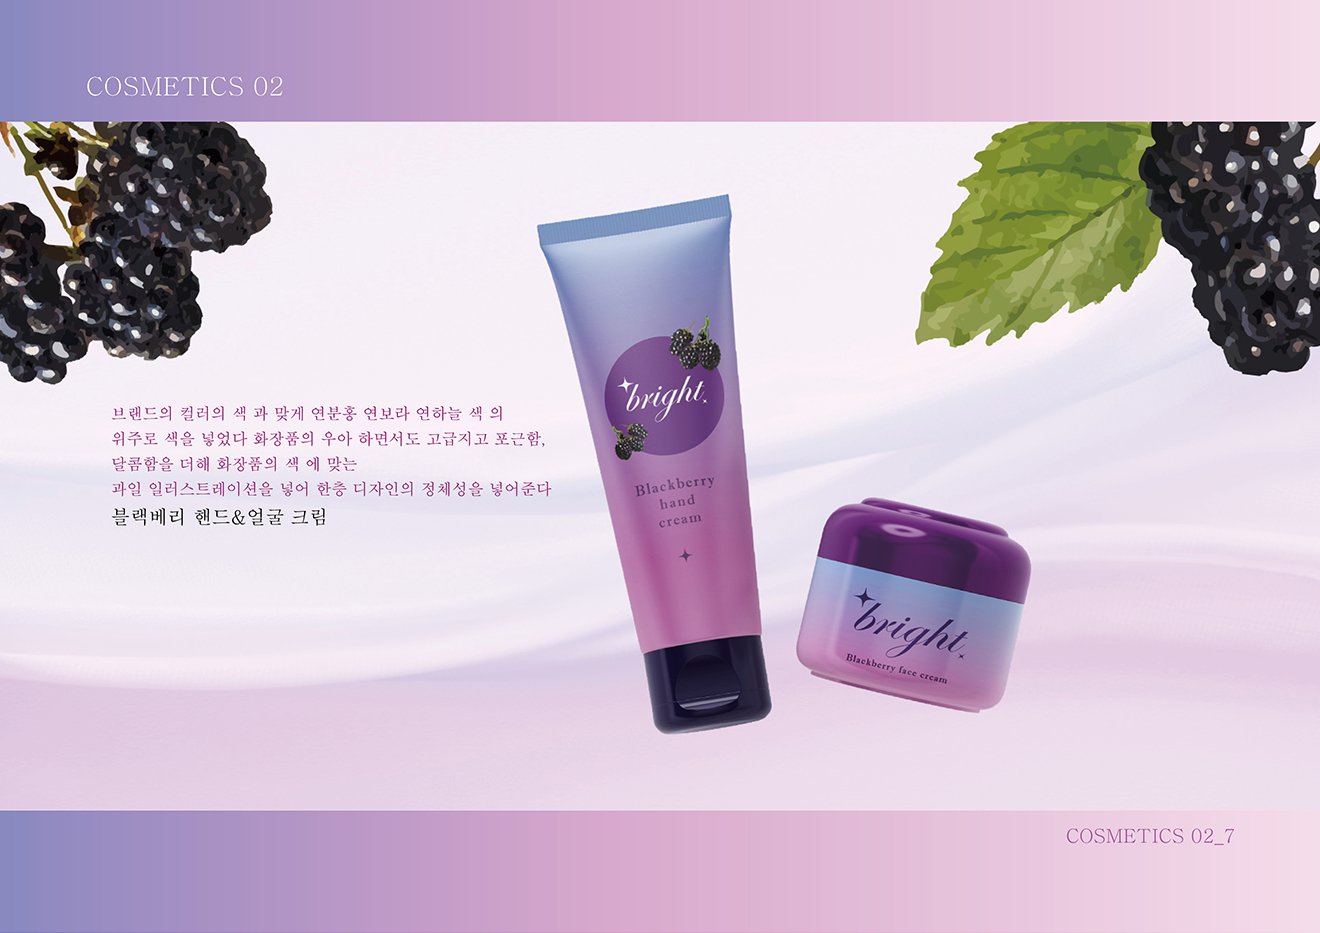 COSMETICS 02
브랜드의 컬러의 색 과 맞게 연분홍 연보라 연하늘 색 의
위주로 색을 넣었다 화장품의 우아 하면서도 고급지고 포근함,
달콤함을 더해 화장품의 색 에 맞는
과일 일러스트레이션을 넣어 한층 디자인의 정체성을 넣어준다
블랙베리 핸드&얼굴 크림
bright
Blackberry
hand
cream
bright
Blackberry face cream
COSMETICS 02_7